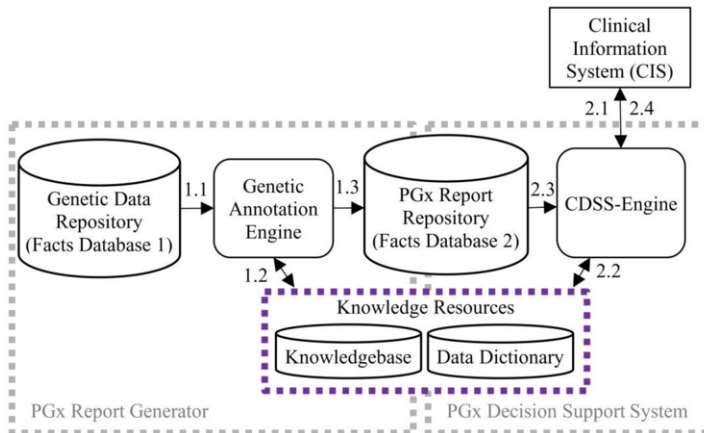 Clinical
Information
System (CIS)
2.1
2.4
Genetic Data
Repository
(Facts Database 1)
1.1
Genetic
Annotation
Engine
1.3
PGx Report
Repository
(Facts Database 2)
2.3
CDSS-Engine
1.2
2.2
Knowledge Resources
Knowledgebase
Data Dictionary
PGx Report Generator
PGx Decision Support System